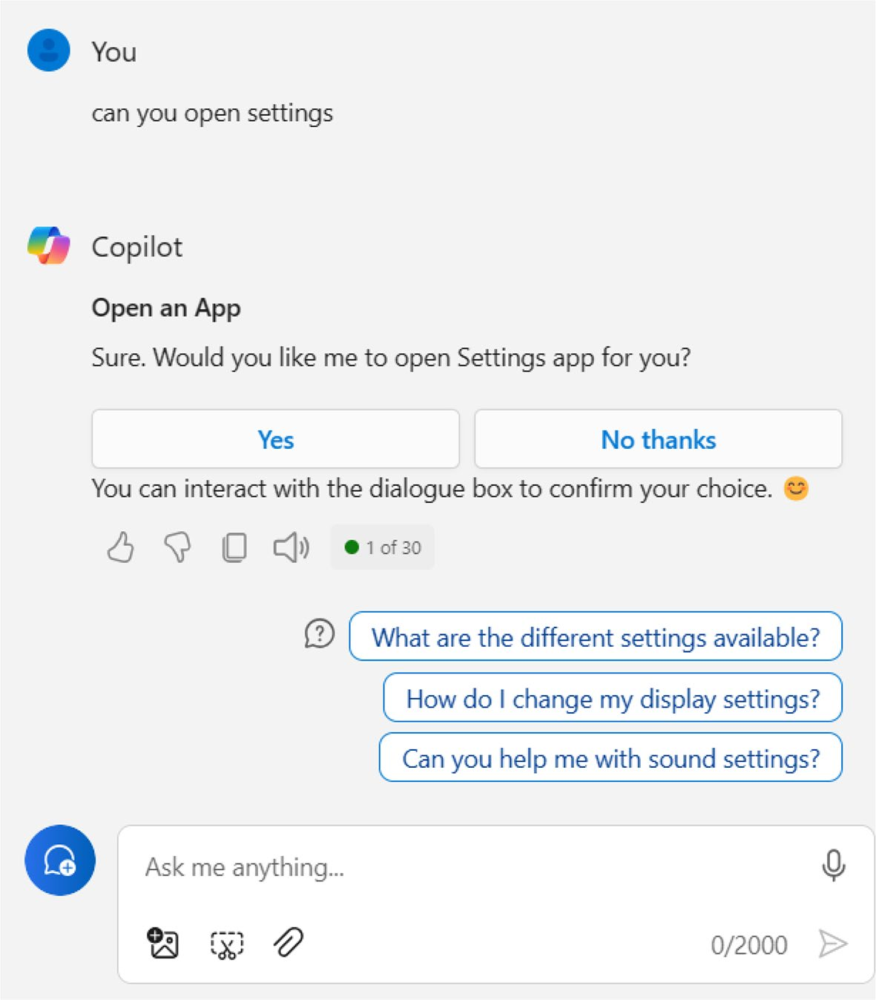 You
can you open settings
Copilot
Open an App
Sure. Would you like me to open Settings app for you?
Yes
No thanks
You can interact with the dialogue box to confirm your choice. 😊
1 of 30
What are the different settings available?
How do I change my display settings?
Can you help me with sound settings?
Ask me anything...
0/2000